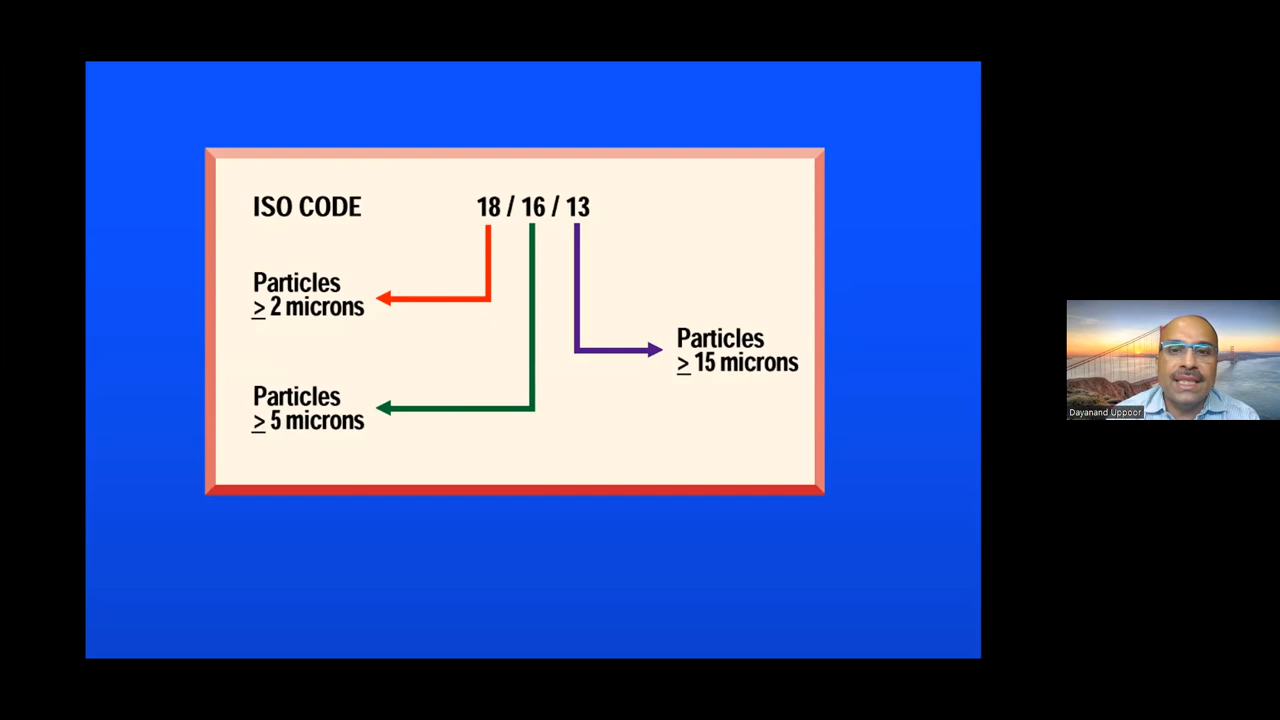 ISO CODE 18 / 16 / 13
Particles
≥ 2 microns
Particles
≥ 15 microns
Particles
≥ 5 microns
Dayanand Uppoor